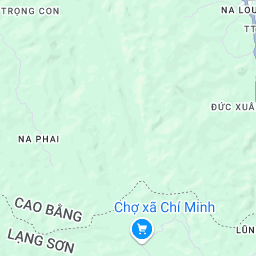 TRỌNG CON
NA LOU
TT
ĐỨC XUÂ
NA PHAI
CAO BẰNG
LẠNG SƠN
Chợ xã Chí Minh
LŨN